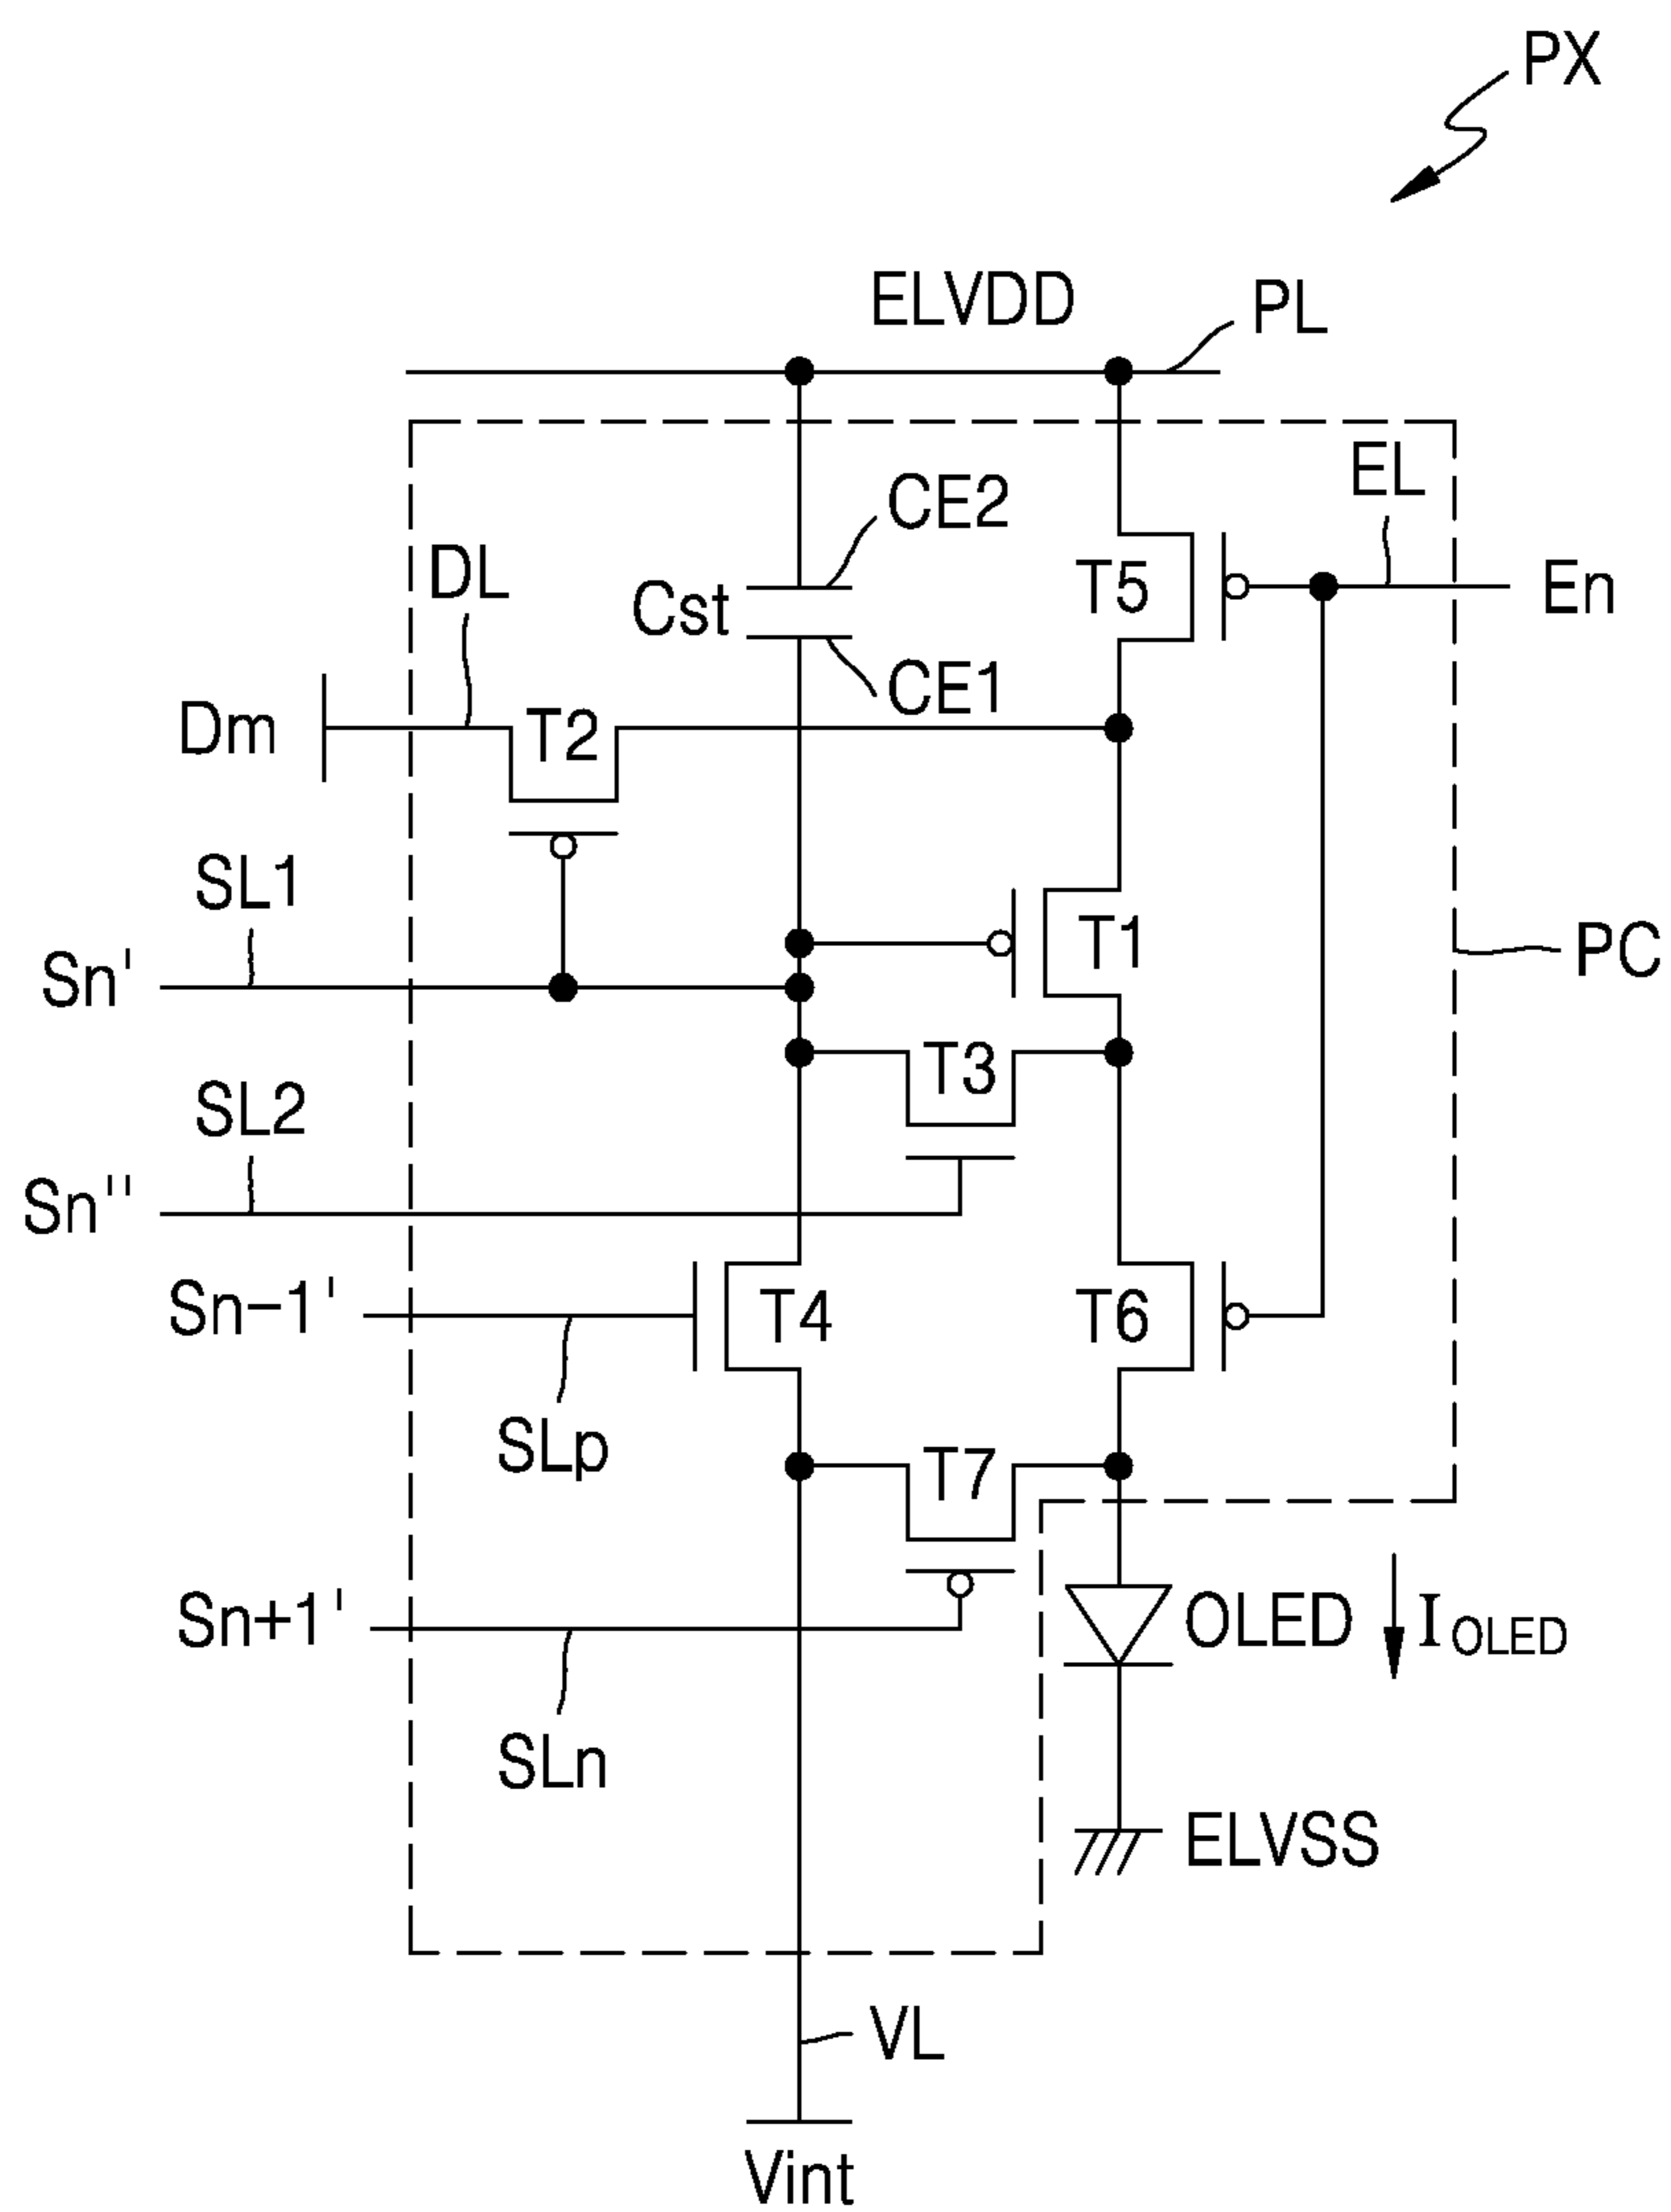 PX
ELVDD
PL
EL
CE2
DL
Cst
T5
En
CE1
Dm
T2
SL1
T1
PC
Sn'
T3
SL2
Sn''
Sn−1'
T4
T6
SLp
T7
Sn+1'
OLED
IOLED
SLn
ELVSS
VL
Vint